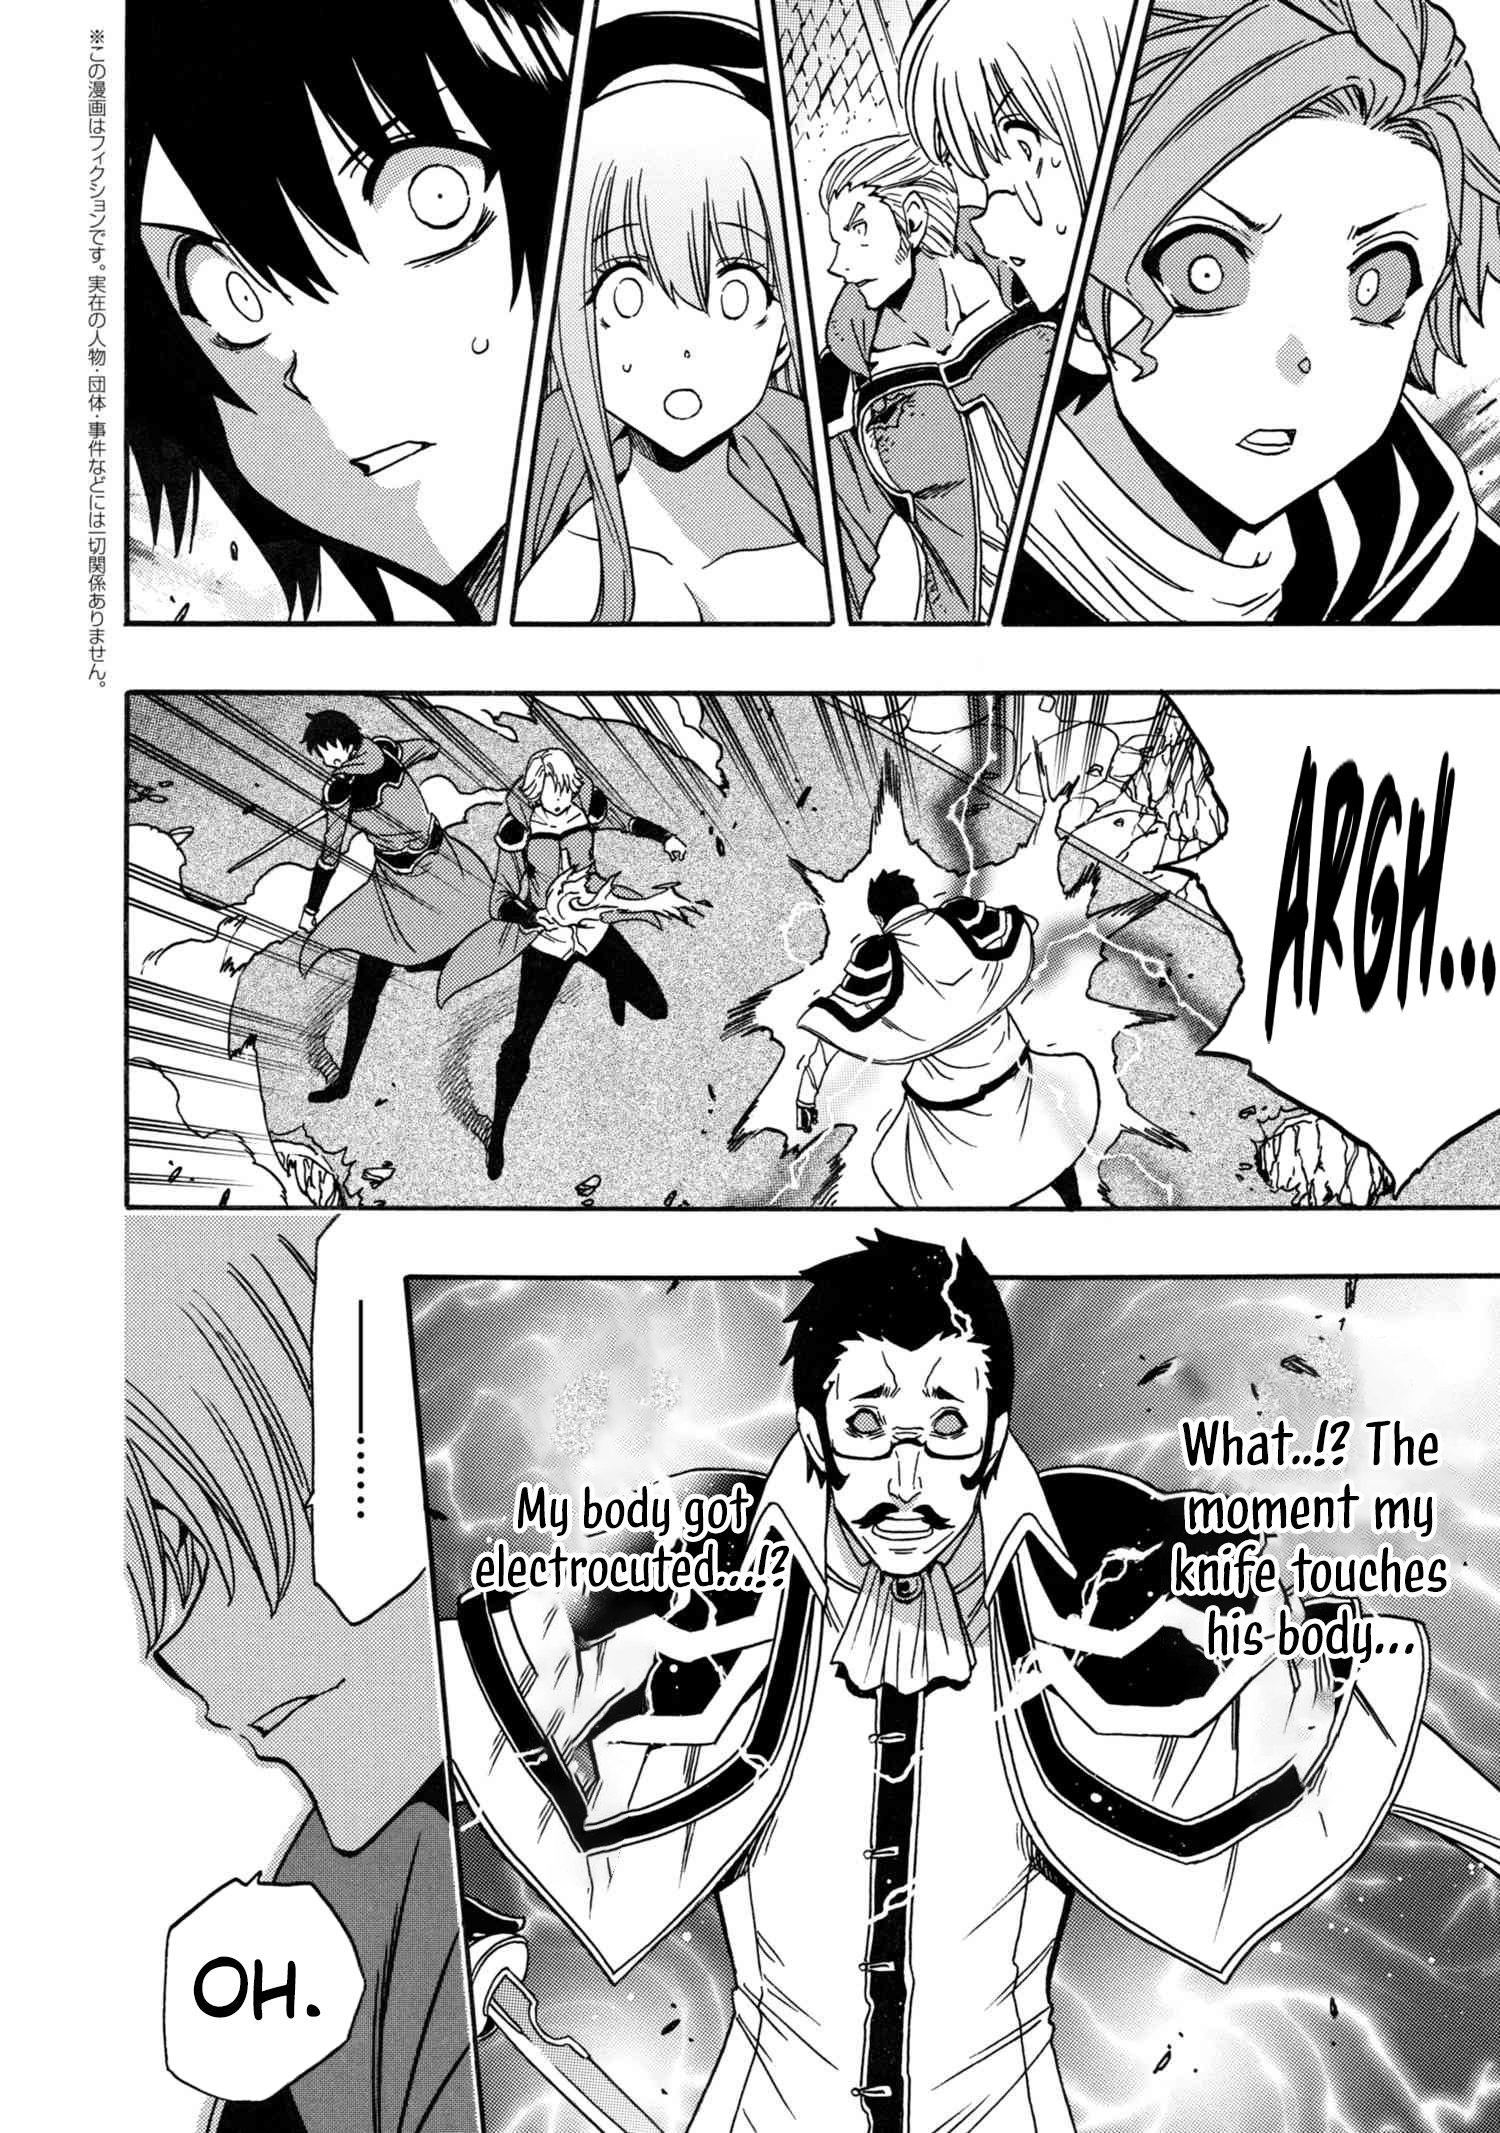 ※この漫画はフィクションです。実在の人物・団体・事件などには一切関係ありません。
ARGH...
What..!? The
moment my
knife touches
his body...
My body got
electrocuted...!?
―......
OH.